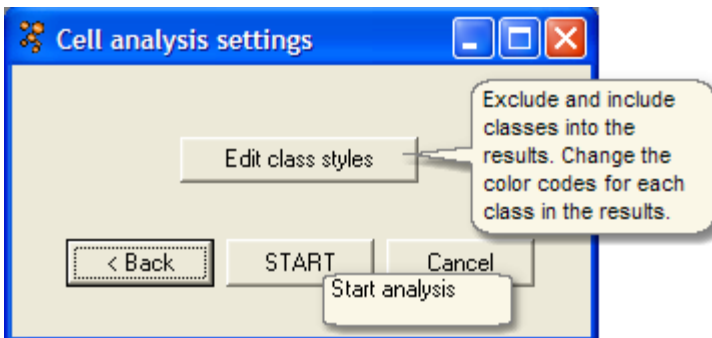 Cell analysis settings
Exclude and include
classes into the
results. Change the
color codes for each
class in the results.
Edit class styles
< Back
START
Cancel
Start analysis